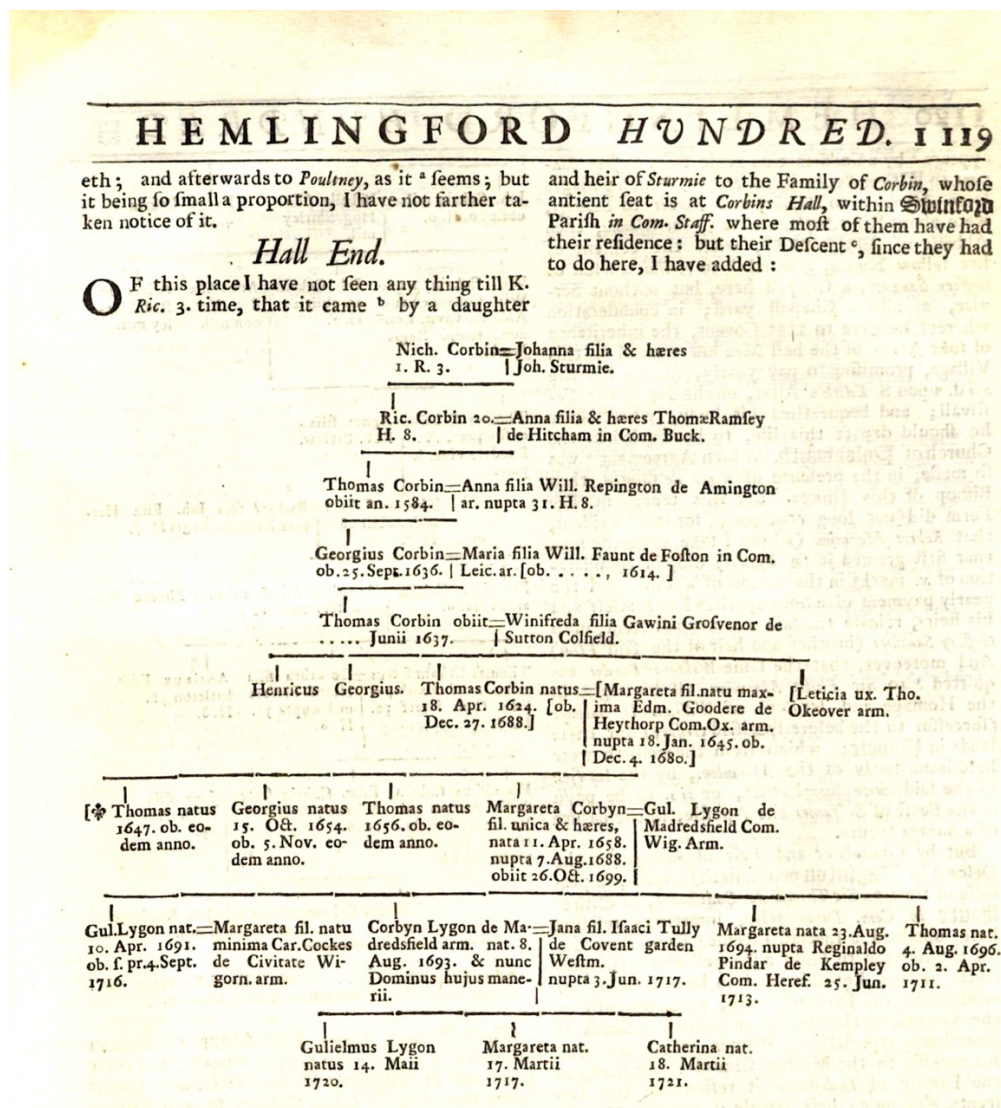 HEMLINGFORD HUNDRED. 1119
eth; and afterwards to Poultney, as it ª ſeems; but
it being ſo ſmall a proportion, I have not farther ta-
ken notice of it.
Hall End.
OF this place I have not ſeen any thing till K.
Ric. 3. time, that it came ᵇ by a daughter
and heir of Sturmie to the Family of Corbin, whoſe
antient ſeat is at Corbins Hall, within Swinford
Pariſh in Com. Staff. where moſt of them have had
their reſidence: but their Deſcent ᶜ, ſince they had
to do here, I have added:
Nich. Corbin=Johanna filia & hæres
1. R. 3. | Joh. Sturmie.
Ric. Corbin 20.=Anna filia & hæres ThomæRamſey
H. 8. | de Hitcham in Com. Buck.
Thomas Corbin=Anna filia Will. Repington de Amington
obiit an. 1584. | ar. nupta 31. H. 8.
Georgius Corbin=Maria filia Will. Faunt de Foſton in Com.
ob.25.Sept.1636. | Leic.ar.[ob. . . . . , 1614. ]
Thomas Corbin obiit=Winifreda filia Gawini Groſvenor de
. . . . . Junii 1637. | Sutton Colfield.
Henricus
Georgius.
Thomas Corbin natus=[Margareta fil.natu max-
18. Apr. 1624. [ob. | ima Edm. Goodere de
Dec. 27. 1688.] | Heythorp Com.Ox. arm.
| nupta 18.Jan. 1645. ob.
| Dec. 4. 1680.]
[Leticia ux. Tho.
Okeover arm.
[✤ Thomas natus
1647. ob. eo-
dem anno.
Georgius natus
15. Oct. 1654.
ob. 5. Nov. eo-
dem anno.
Thomas natus
1656. ob. eo-
dem anno.
Margareta Corbyn=Gul. Lygon de
fil. unica & hæres, | Madredsfield Com.
nata 11. Apr. 1658. | Wig. Arm.
nupta 7.Aug.1688.
obiit 26.Oct. 1699.
Gul.Lygon nat.=Margareta fil. natu
10. Apr. 1691. minima Car.Cockes
ob. ſ. pr.4.Sept. de Civitate Wi-
1716. gorn. arm.
Corbyn Lygon de Ma-=Jana fil. Iſaaci Tully
dredsfield arm. nat. 8. | de Covent garden
Aug. 1693. & nunc | Weſtm.
Dominus hujus mane- | nupta 3.Jun. 1717.
rii.
Margareta nata 23.Aug.
1694. nupta Reginaldo
Pindar de Kempley
Com. Heref. 25. Jun.
1713.
Thomas nat.
4. Aug. 1696.
ob. 2. Apr.
1711.
Gulielmus Lygon
natus 14. Maii
1720.
Margareta nat.
17. Martii
1717.
Catherina nat.
18. Martii
1721.